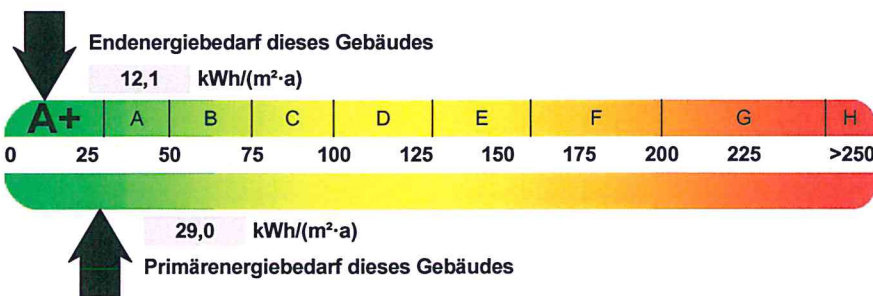 Endenergiebedarf dieses Gebäudes
12,1 kWh/(m²·a)
A+ A B C D E F G H
0 25 50 75 100 125 150 175 200 225 >250
29,0 kWh/(m²·a)
Primärenergiebedarf dieses Gebäudes